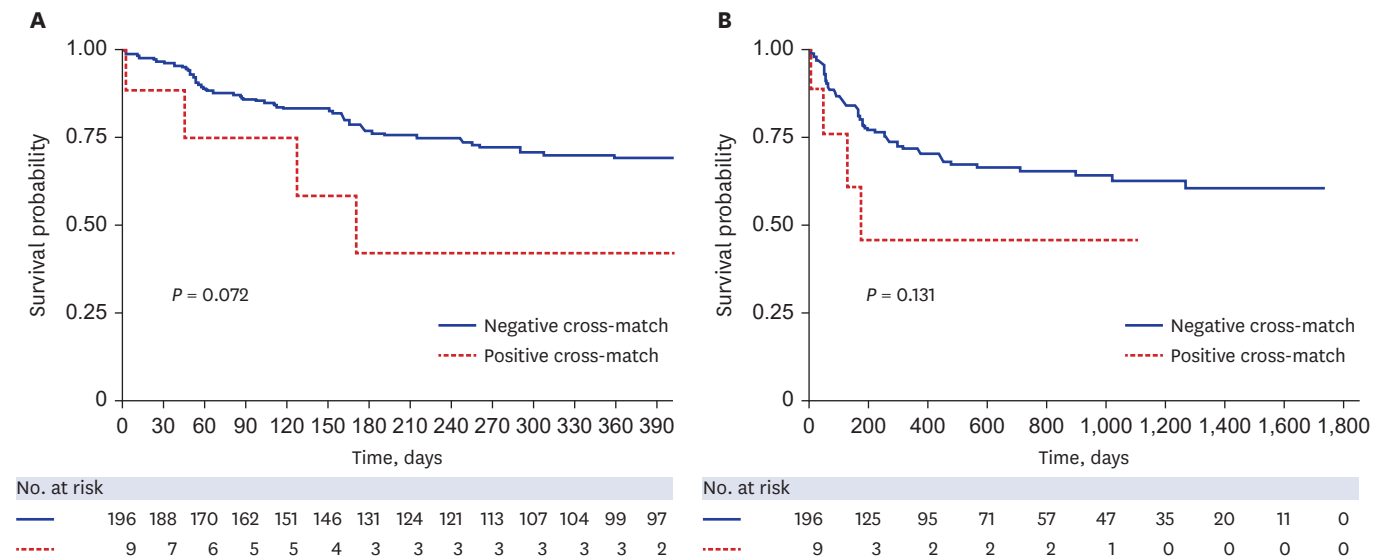 A
Survival probability
1.00
0.75
0.50
0.25
0
P = 0.072
Negative cross-match
Positive cross-match
0 30 60 90 120 150 180 210 240 270 300 330 360 390
Time, days
No. at risk
196 188 170 162 151 146 131 124 121 113 107 104 99 97
9 7 6 5 5 4 3 3 3 3 3 3 3 2
B
Survival probability
1.00
0.75
0.50
0.25
0
P = 0.131
Negative cross-match
Positive cross-match
0 200 400 600 800 1,000 1,200 1,400 1,600 1,800
Time, days
No. at risk
196 125 95 71 57 47 35 20 11 0
9 3 2 2 2 1 0 0 0 0